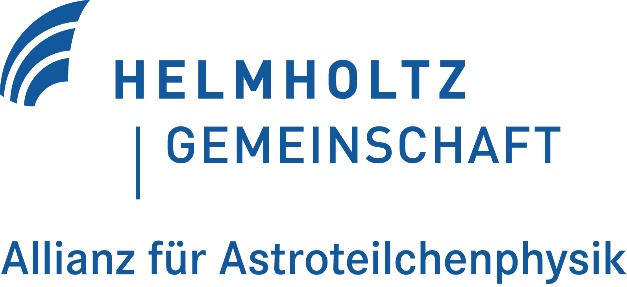 HELMHOLTZ
GEMEINSCHAFT
Allianz für Astroteilchenphysik